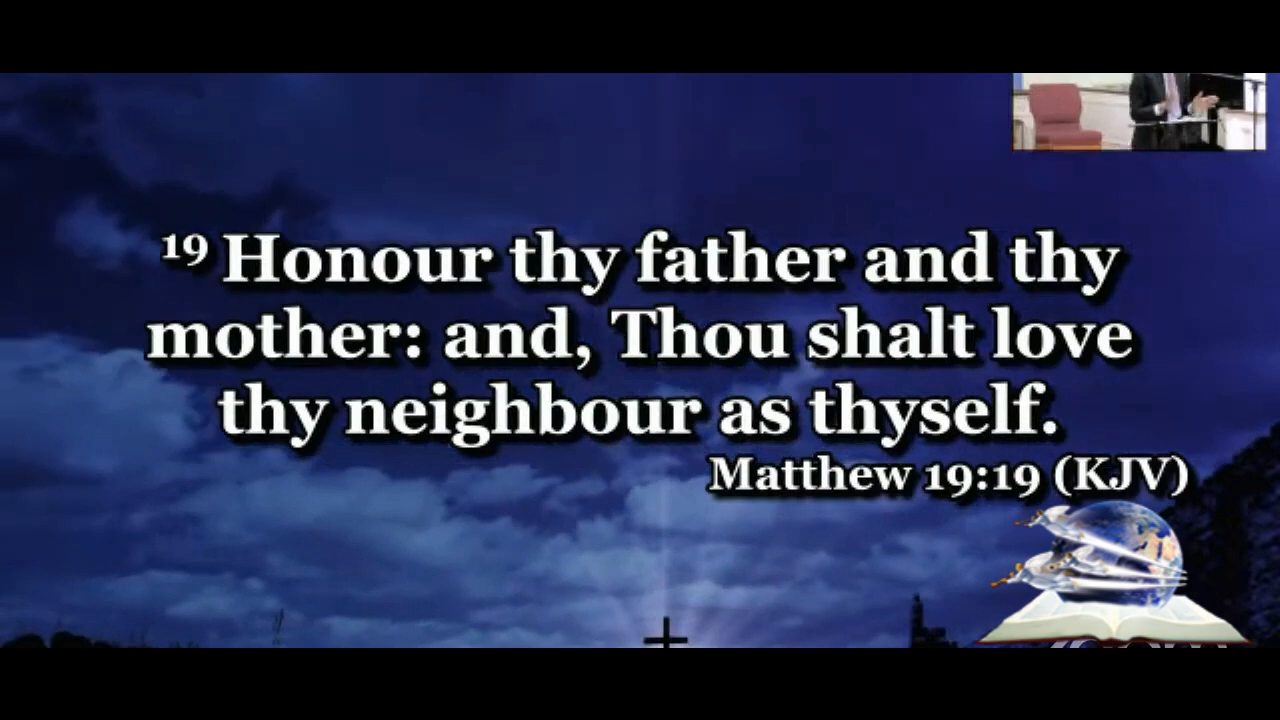 19 Honour thy father and thy
mother: and, Thou shalt love
thy neighbour as thyself.
Matthew 19:19 (KJV)